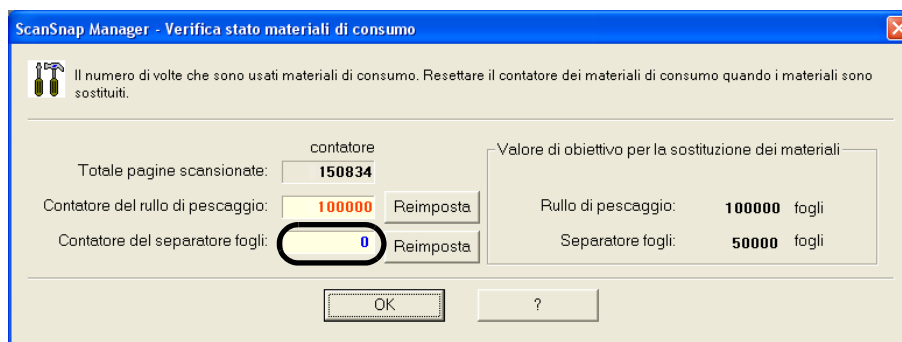 ScanSnap Manager - Verifica stato materiali di consumo
Il numero di volte che sono usati materiali di consumo. Resettare il contatore dei materiali di consumo quando i materiali sono
sostituiti.
contatore
Totale pagine scansionate: 150834
Contatore del rullo di pescaggio: 100000 Reimposta
Contatore del separatore fogli: 0 Reimposta
Valore di obiettivo per la sostituzione dei materiali
Rullo di pescaggio: 100000 fogli
Separatore fogli: 50000 fogli
OK ?